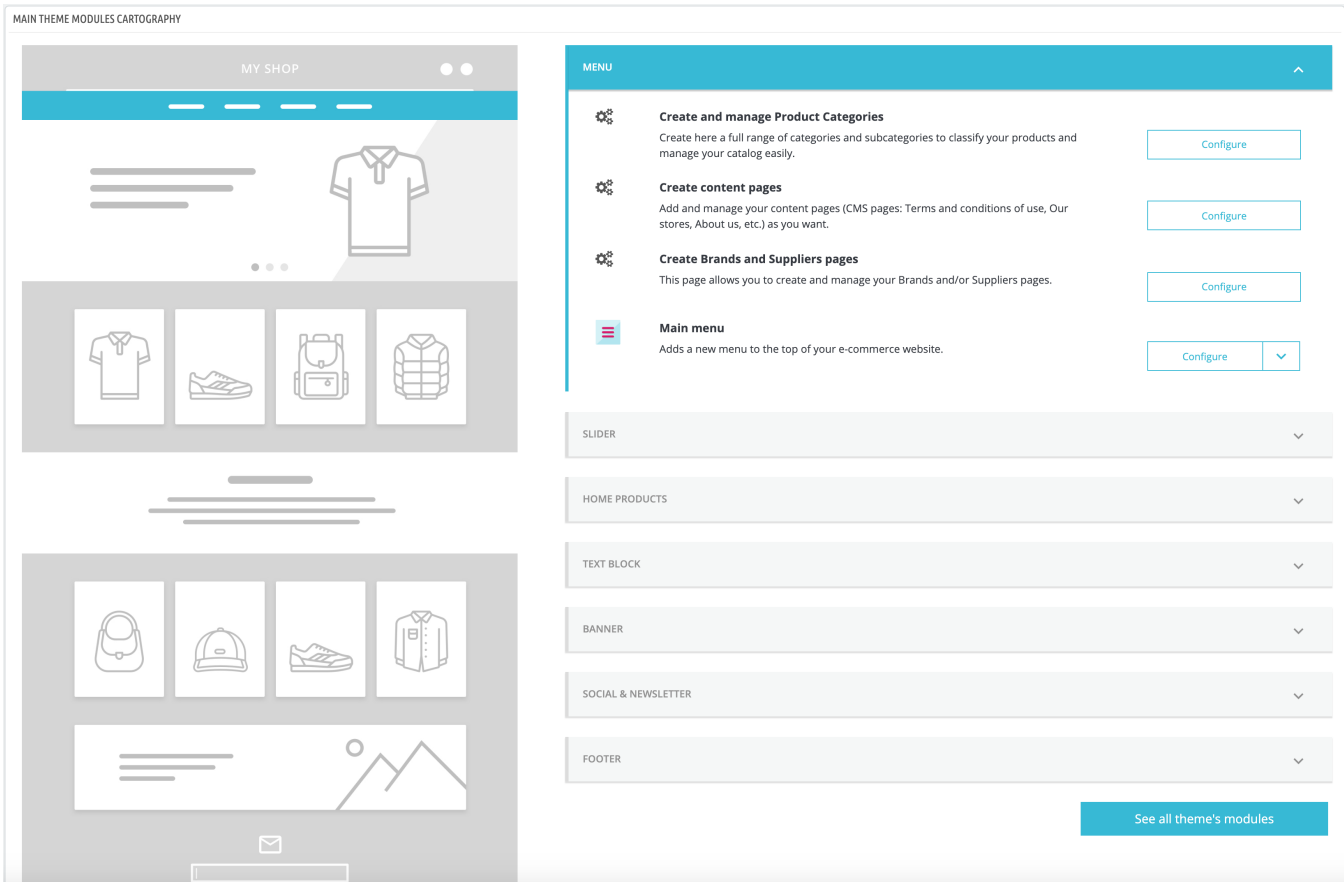 MAIN THEME MODULES CARTOGRAPHY
MY SHOP
MENU
Create and manage Product Categories
Create here a full range of categories and subcategories to classify your products and
manage your catalog easily.
Configure
Create content pages
Add and manage your content pages (CMS pages: Terms and conditions of use, Our
stores, About us, etc.) as you want.
Configure
Create Brands and Suppliers pages
This page allows you to create and manage your Brands and/or Suppliers pages.
Configure
Main menu
Adds a new menu to the top of your e-commerce website.
Configure
SLIDER
HOME PRODUCTS
TEXT BLOCK
BANNER
SOCIAL & NEWSLETTER
FOOTER
See all theme's modules